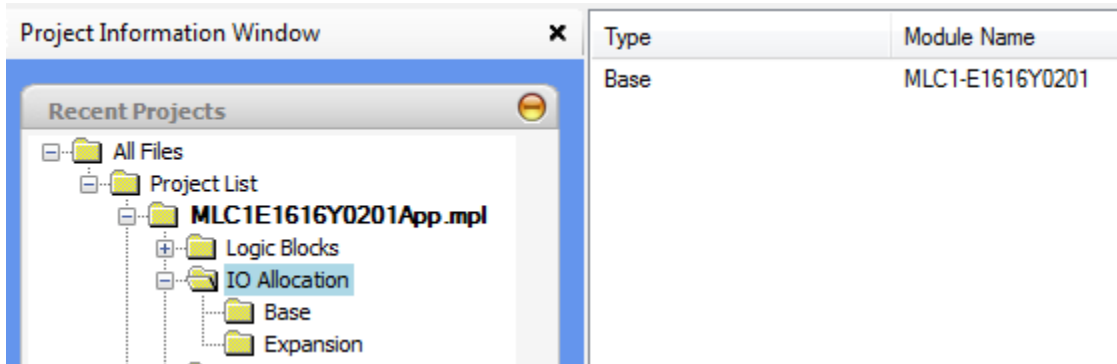 Project Information Window
Recent Projects
All Files
Project List
MLC1E1616Y0201App.mpl
Logic Blocks
IO Allocation
Base
Expansion
Type Module Name
Base MLC1-E1616Y0201